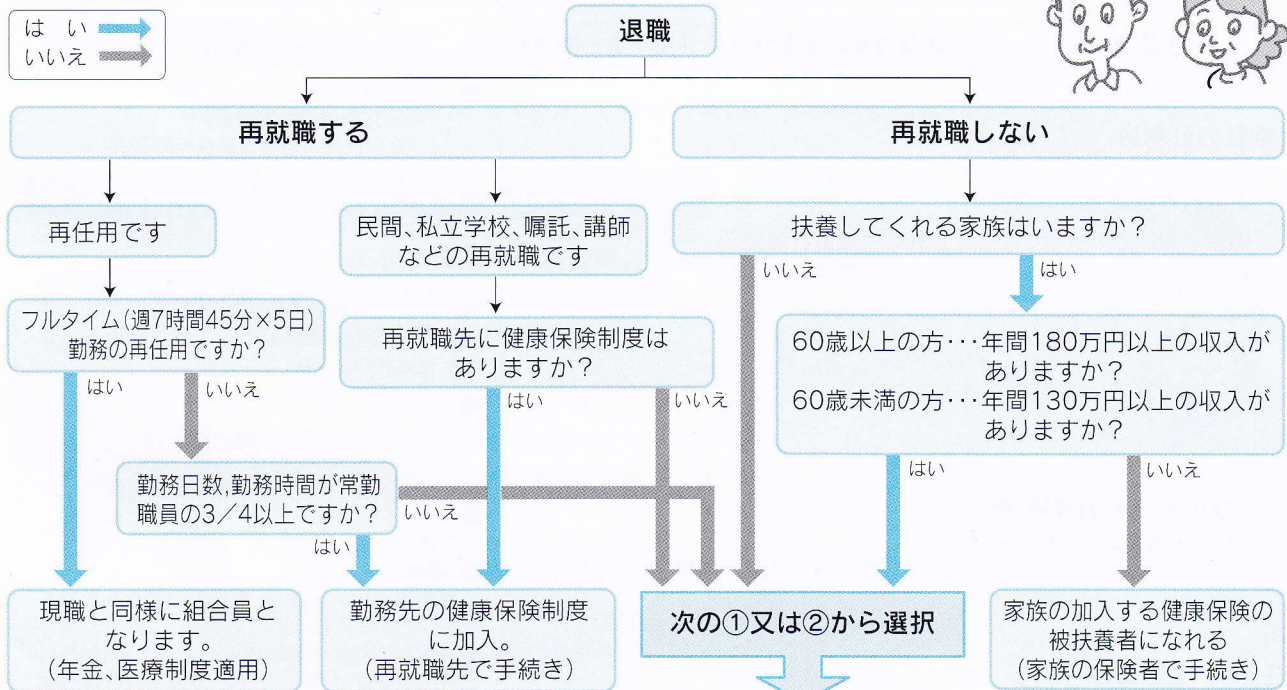 はい
いいえ
退職
再就職する
再就職しない
再任用です
民間、私立学校、嘱託、講師
などの再就職です
扶養してくれる家族はいますか？
いいえ
はい
フルタイム(週7時間45分×5日)
勤務の再任用ですか？
再就職先に健康保険制度は
ありますか？
60歳以上の方･･･年間180万円以上の収入が
ありますか？
60歳未満の方･･･年間130万円以上の収入が
ありますか？
はい
いいえ
はい
いいえ
はい
いいえ
勤務日数,勤務時間が常勤
職員の3／4以上ですか？
いいえ
はい
現職と同様に組合員と
なります。
(年金、医療制度適用)
勤務先の健康保険制度
に加入。
(再就職先で手続き)
次の①又は②から選択
家族の加入する健康保険の
被扶養者になれる
(家族の保険者で手続き)